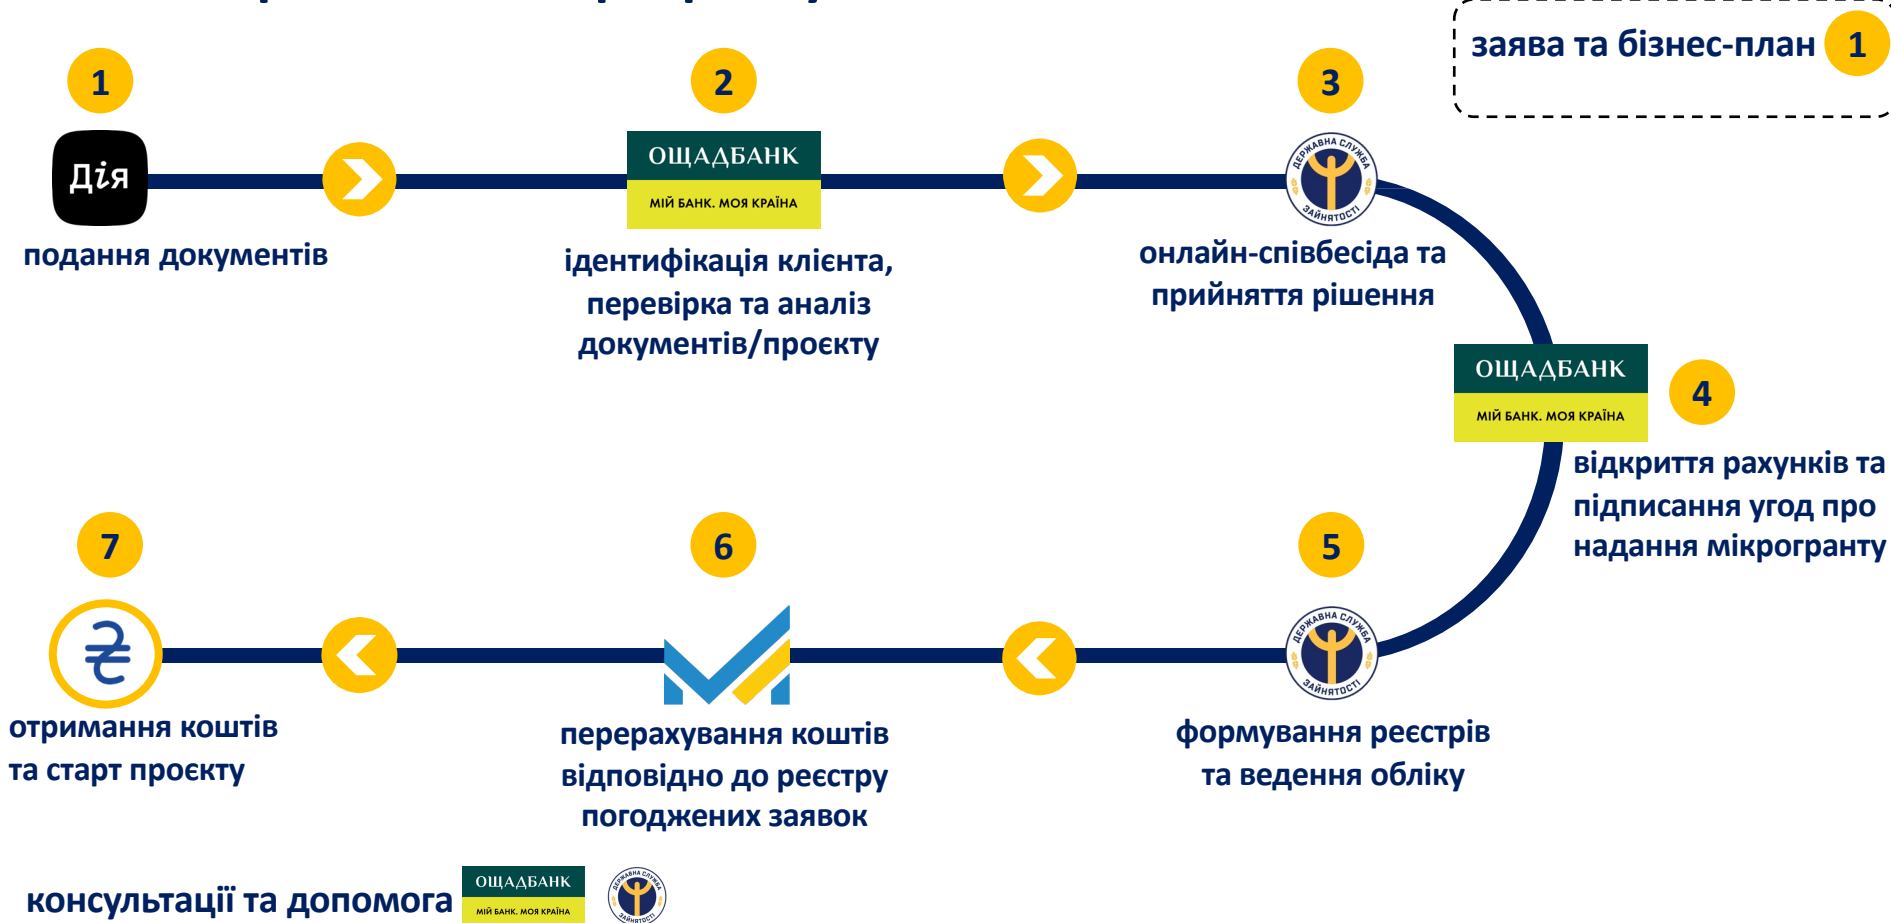 заява та бізнес-план 1
1
2
3
Дія
ОЩАДБАНК
МІЙ БАНК. МОЯ КРАЇНА
ДЕРЖАВНА СЛУЖБА
ЗАЙНЯТОСТІ
подання документів
ідентифікація клієнта,
перевірка та аналіз
документів/проєкту
онлайн-співбесіда та
прийняття рішення
ОЩАДБАНК
МІЙ БАНК. МОЯ КРАЇНА
4
відкриття рахунків та
підписання угод про
надання мікрогранту
7
6
5
ДЕРЖАВНА СЛУЖБА
ЗАЙНЯТОСТІ
отримання коштів
та старт проєкту
перерахування коштів
відповідно до реєстру
погоджених заявок
формування реєстрів
та ведення обліку
консультації та допомога
ОЩАДБАНК
МІЙ БАНК. МОЯ КРАЇНА
ДЕРЖАВНА СЛУЖБА
ЗАЙНЯТОСТІ